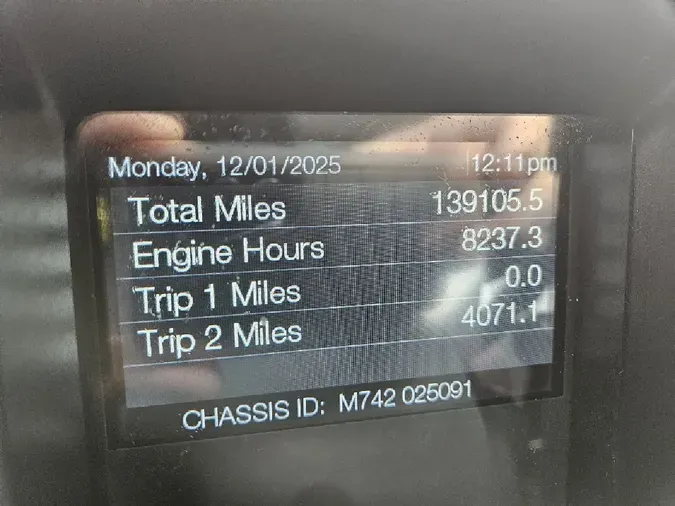 Monday, 12/01/2025 12:11pm
Total Miles 139105.5
Engine Hours 8237.3
Trip 1 Miles 0.0
Trip 2 Miles 4071.1
CHASSIS ID: M742 025091